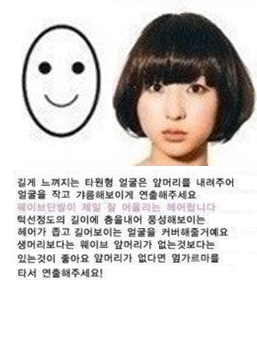 길게 느껴지는 타원형 얼굴은 앞머리를 내려주어
얼굴을 작고 갸름해보이게 연출해주세요
웨이브단발이 제일 잘 어울리는 헤어랍니다
턱선정도의 길이에 층을내어 풍성해보이는
헤어가 좁고 길어보이는 얼굴을 커버해줄거예요
생머리보다는 웨이브 앞머리가 없는것보다는
있는것이 좋아요 앞머리가 없다면 옆가르마를
타서 연출해주세요!